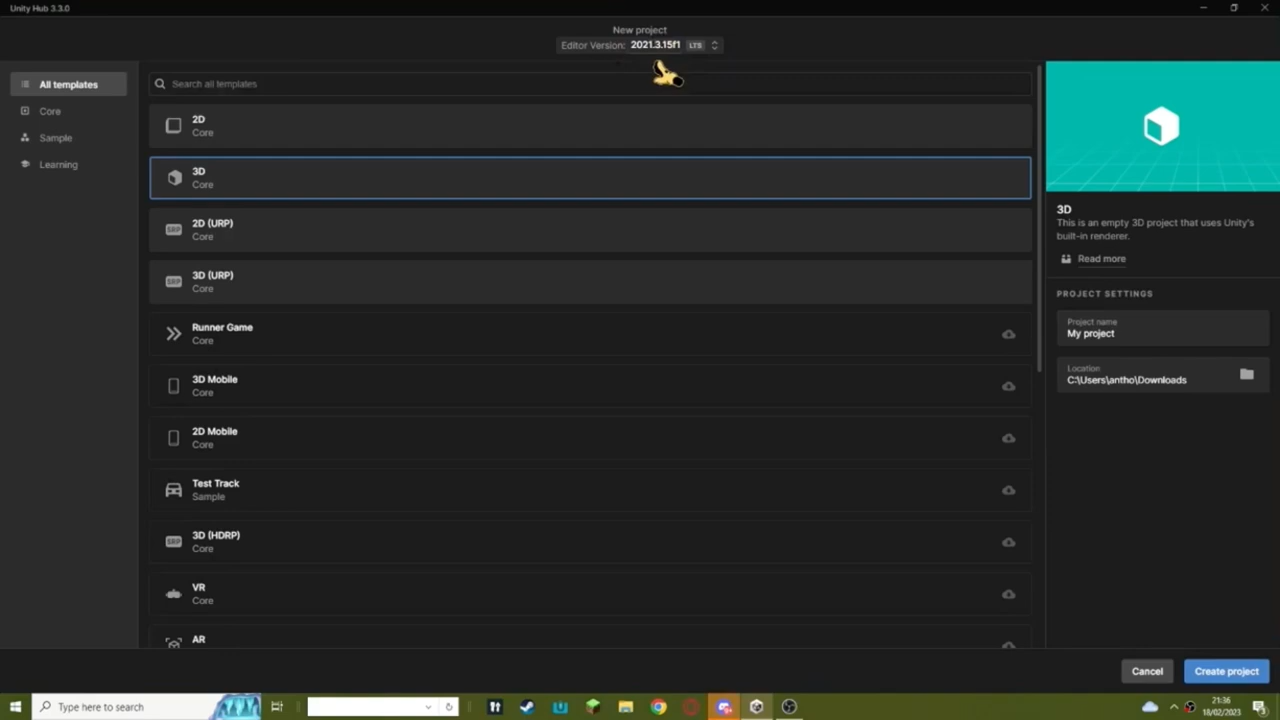 Unity Hub 3.3.0
New project
Editor Version: 2021.3.15f1 LTS
All templates
Core
Sample
Learning
Search all templates
2D
Core
3D
Core
2D (URP)
Core
3D (URP)
Core
Runner Game
Core
3D Mobile
Core
2D Mobile
Core
Test Track
Sample
3D (HDRP)
Core
VR
Core
AR
SRP
SRP
SRP
3D
This is an empty 3D project that uses Unity's
built-in renderer.
Read more
PROJECT SETTINGS
Project name
My project
Location
C:\Users\antho\Downloads
Cancel
Create project
Type here to search
21:36
18/02/2023